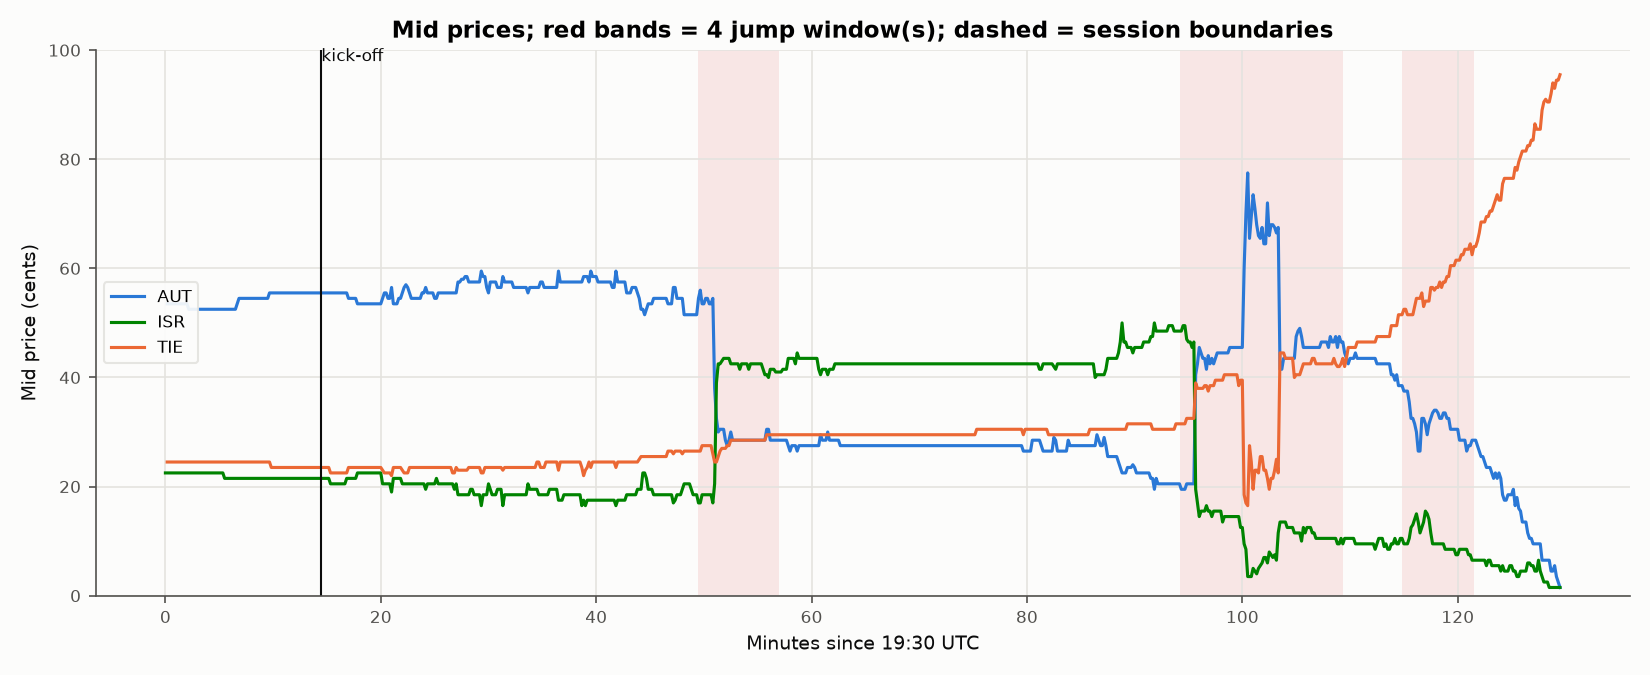 Mid prices; red bands = 4 jump window(s); dashed = session boundaries
kick-off
100
80
60
40
20
0
Mid price (cents)
AUT
ISR
TIE
0 20 40 60 80 100 120
Minutes since 19:30 UTC